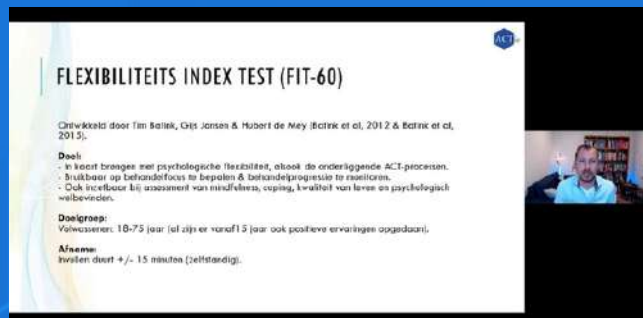 ACT
FLEXIBILITEITS INDEX TEST (FIT-60)
Ontwikkeld door Tim Batink, Gijs Jansen & Hubert de Mey (Batink et al, 2012 & Batink et al,
2015).
Doel:
- In kaart brengen met psychologische flexibiliteit, alsook de onderliggende ACT-processen.
- Bruikbaar op behandelfocus te bepalen & behandelprogressie te monitoren.
- Ook inzetbaar bij assessment van mindfulness, coping, kwaliteit van leven en psychologisch
welbevinden.
Doelgroep:
Volwassenen: 18-75 jaar (al zijn er vanaf15 jaar ook positieve ervaringen opgedaan).
Afname:
Invullen duurt +/- 15 minuten (zelfstandig).